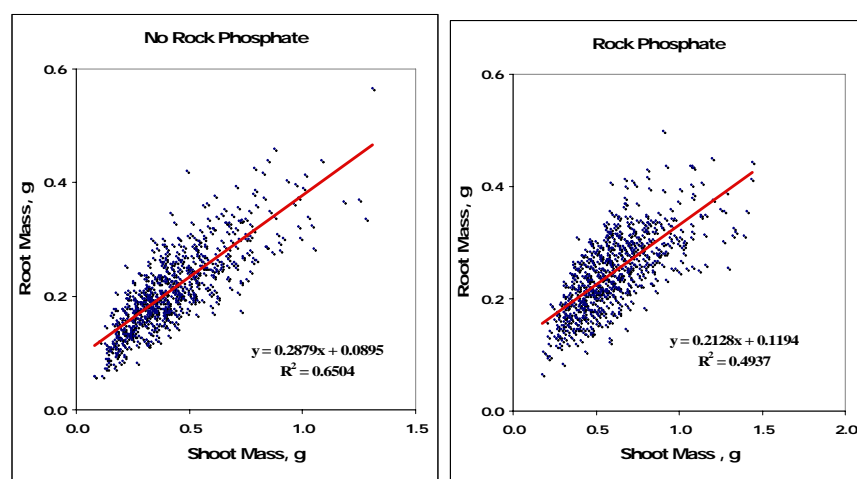 No Rock Phosphate
0.6
0.4
0.2
0.0
Root Mass, g
y = 0.2879x + 0.0895
R² = 0.6504
0.0 0.5 1.0 1.5
Shoot Mass, g
Rock Phosphate
0.6
0.4
0.2
0.0
Root Mass, g
y = 0.2128x + 0.1194
R² = 0.4937
0.0 0.5 1.0 1.5 2.0
Shoot Mass, g